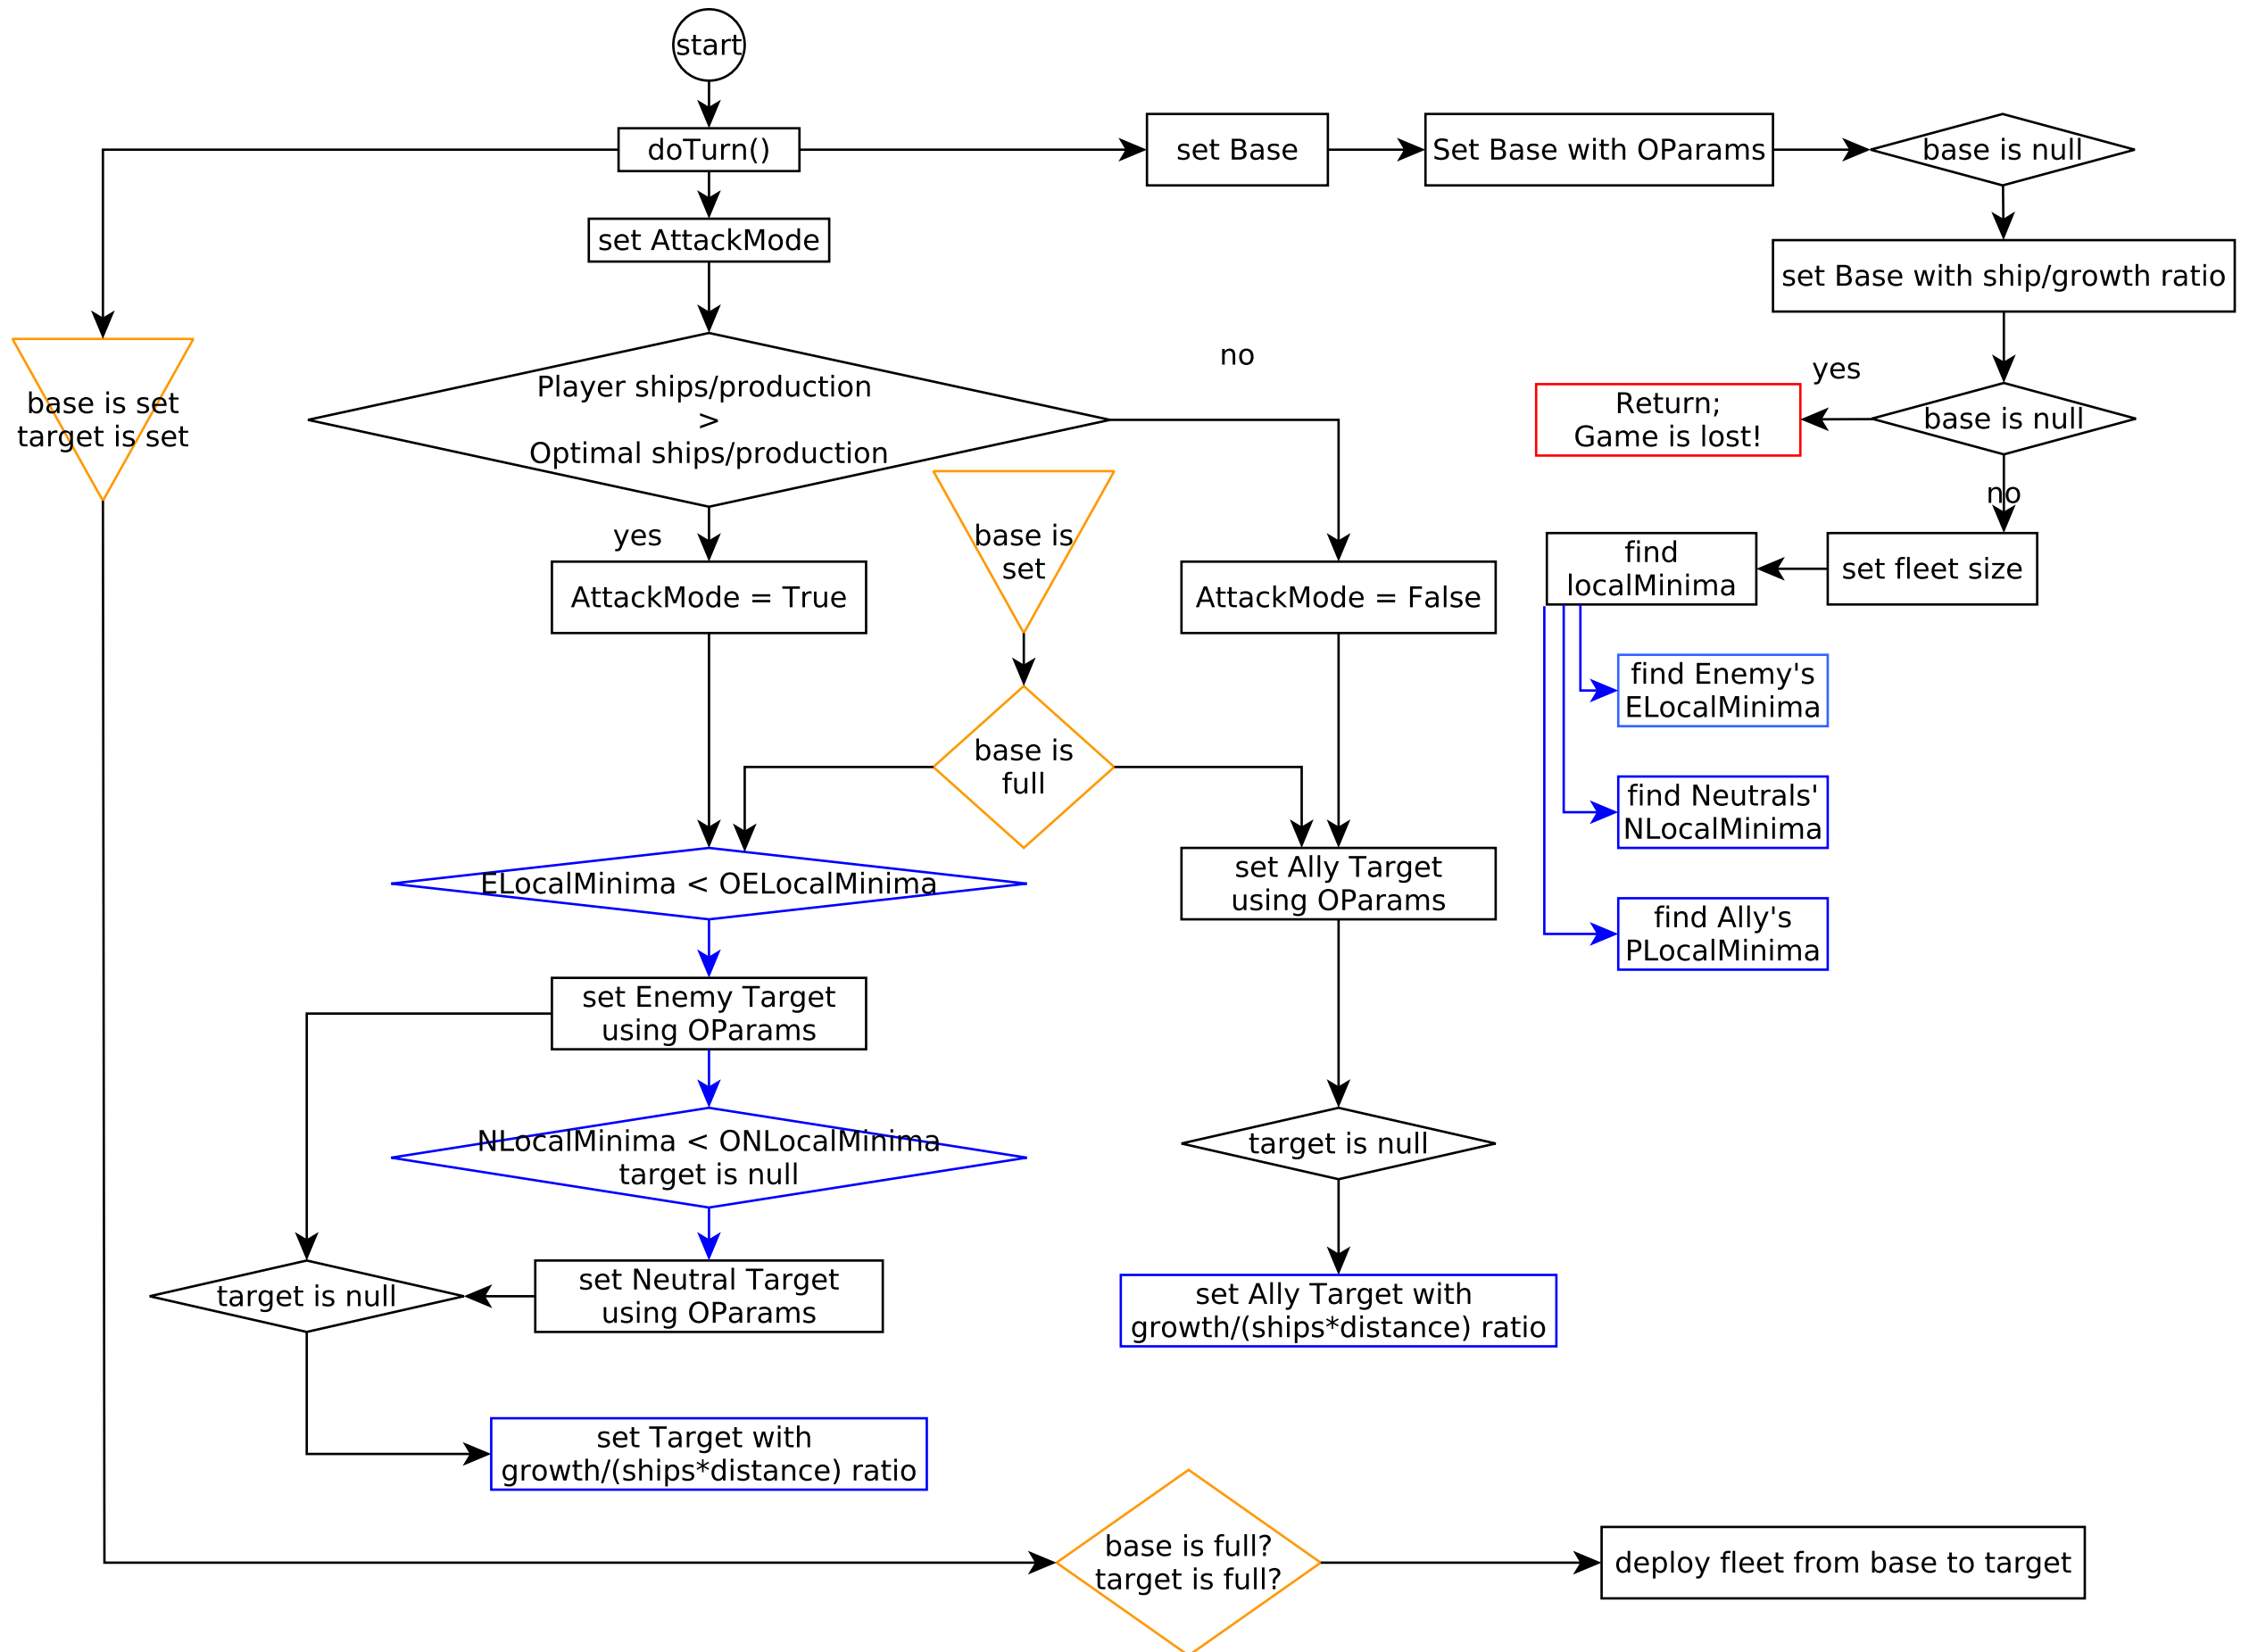 start
doTurn()
set Base
Set Base with OParams
base is null
set AttackMode
set Base with ship/growth ratio
base is set
target is set
Player ships/production
>
Optimal ships/production
no
yes
Return;
Game is lost!
base is null
no
yes
base is
set
AttackMode = True
AttackMode = False
find
localMinima
set fleet size
find Enemy's
ELocalMinima
base is
full
find Neutrals'
NLocalMinima
ELocalMinima < OELocalMinima
set Ally Target
using OParams
find Ally's
PLocalMinima
set Enemy Target
using OParams
NLocalMinima < ONLocalMinima
target is null
target is null
target is null
set Neutral Target
using OParams
set Ally Target with
growth/(ships*distance) ratio
set Target with
growth/(ships*distance) ratio
base is full?
target is full?
deploy fleet from base to target